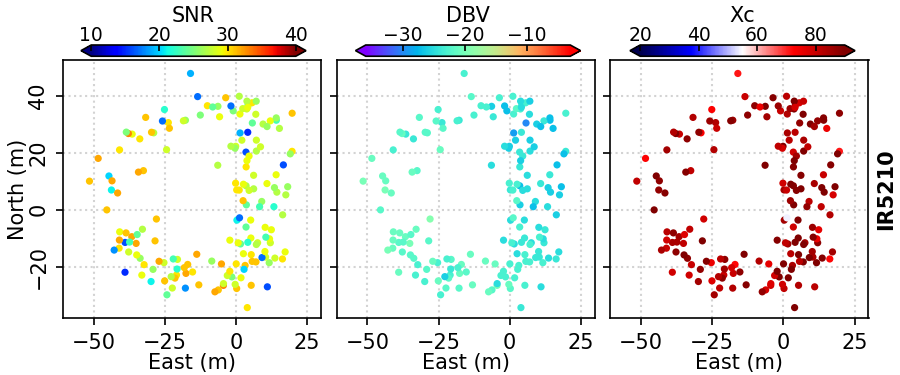 SNR DBV Xc
10 20 30 40 −30 −20 −10 20 40 60 80
40
20
0
−20
North (m)
IR5210
−50 −25 0 25 −50 −25 0 25 −50 −25 0 25
East (m) East (m) East (m)